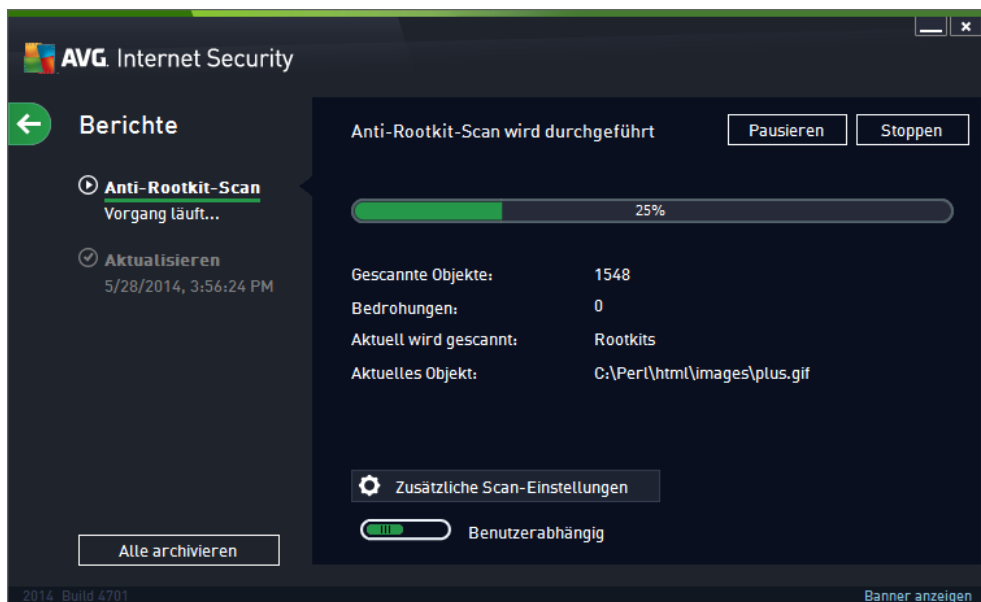 AVG. Internet Security
Berichte
Anti-Rootkit-Scan
Vorgang läuft...
Aktualisieren
5/28/2014, 3:56:24 PM
Alle archivieren
Anti-Rootkit-Scan wird durchgeführt
Pausieren
Stoppen
25%
Gescannte Objekte: 1548
Bedrohungen: 0
Aktuell wird gescannt: Rootkits
Aktuelles Objekt: C:\Perl\html\images\plus.gif
Zusätzliche Scan-Einstellungen
Benutzerabhängig
2014 Build 4701
Banner anzeigen